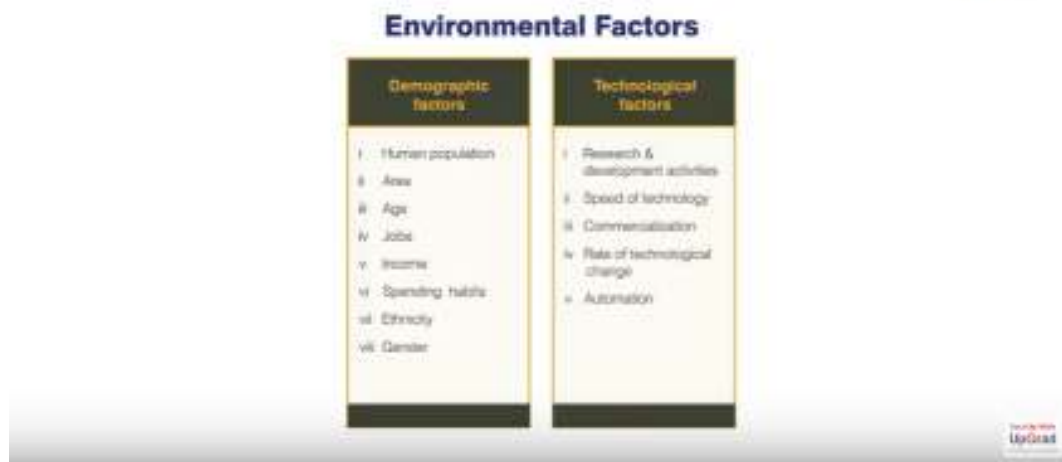 Environmental Factors
Demographic
factors
i Human population
ii Area
iii Age
iv Jobs
v Income
vi Spending habits
vii Ethnicity
viii Gender
Technological
factors
i Research &
development activities
ii Speed of technology
iii Commercialisation
iv Rate of technological
change
v Automation
UpGrad